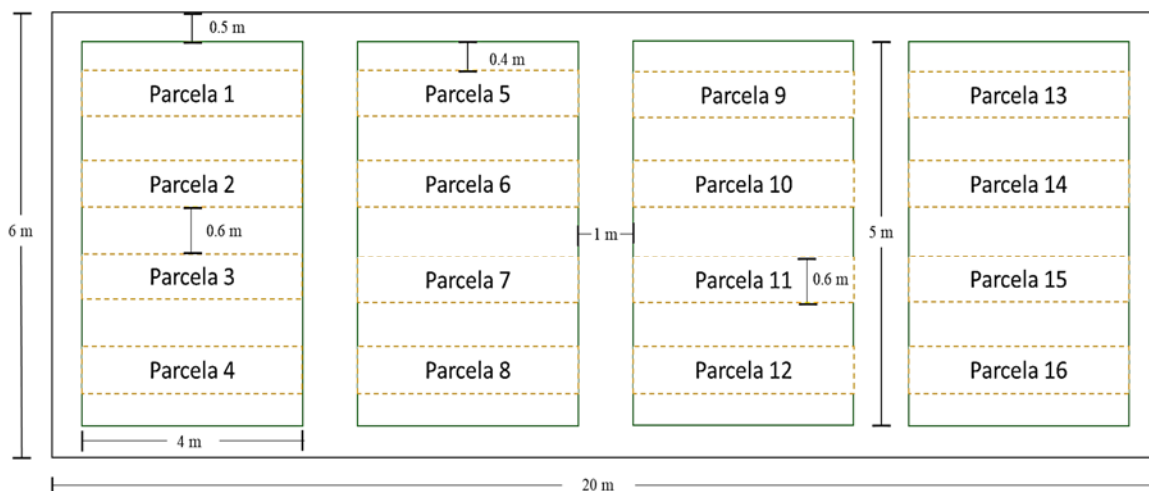 0.5 m
0.4 m
Parcela 1
Parcela 5
Parcela 9
Parcela 13
Parcela 2
Parcela 6
Parcela 10
Parcela 14
6 m
0.6 m
1 m
5 m
Parcela 3
Parcela 7
Parcela 11
0.6 m
Parcela 15
Parcela 4
Parcela 8
Parcela 12
Parcela 16
4 m
20 m